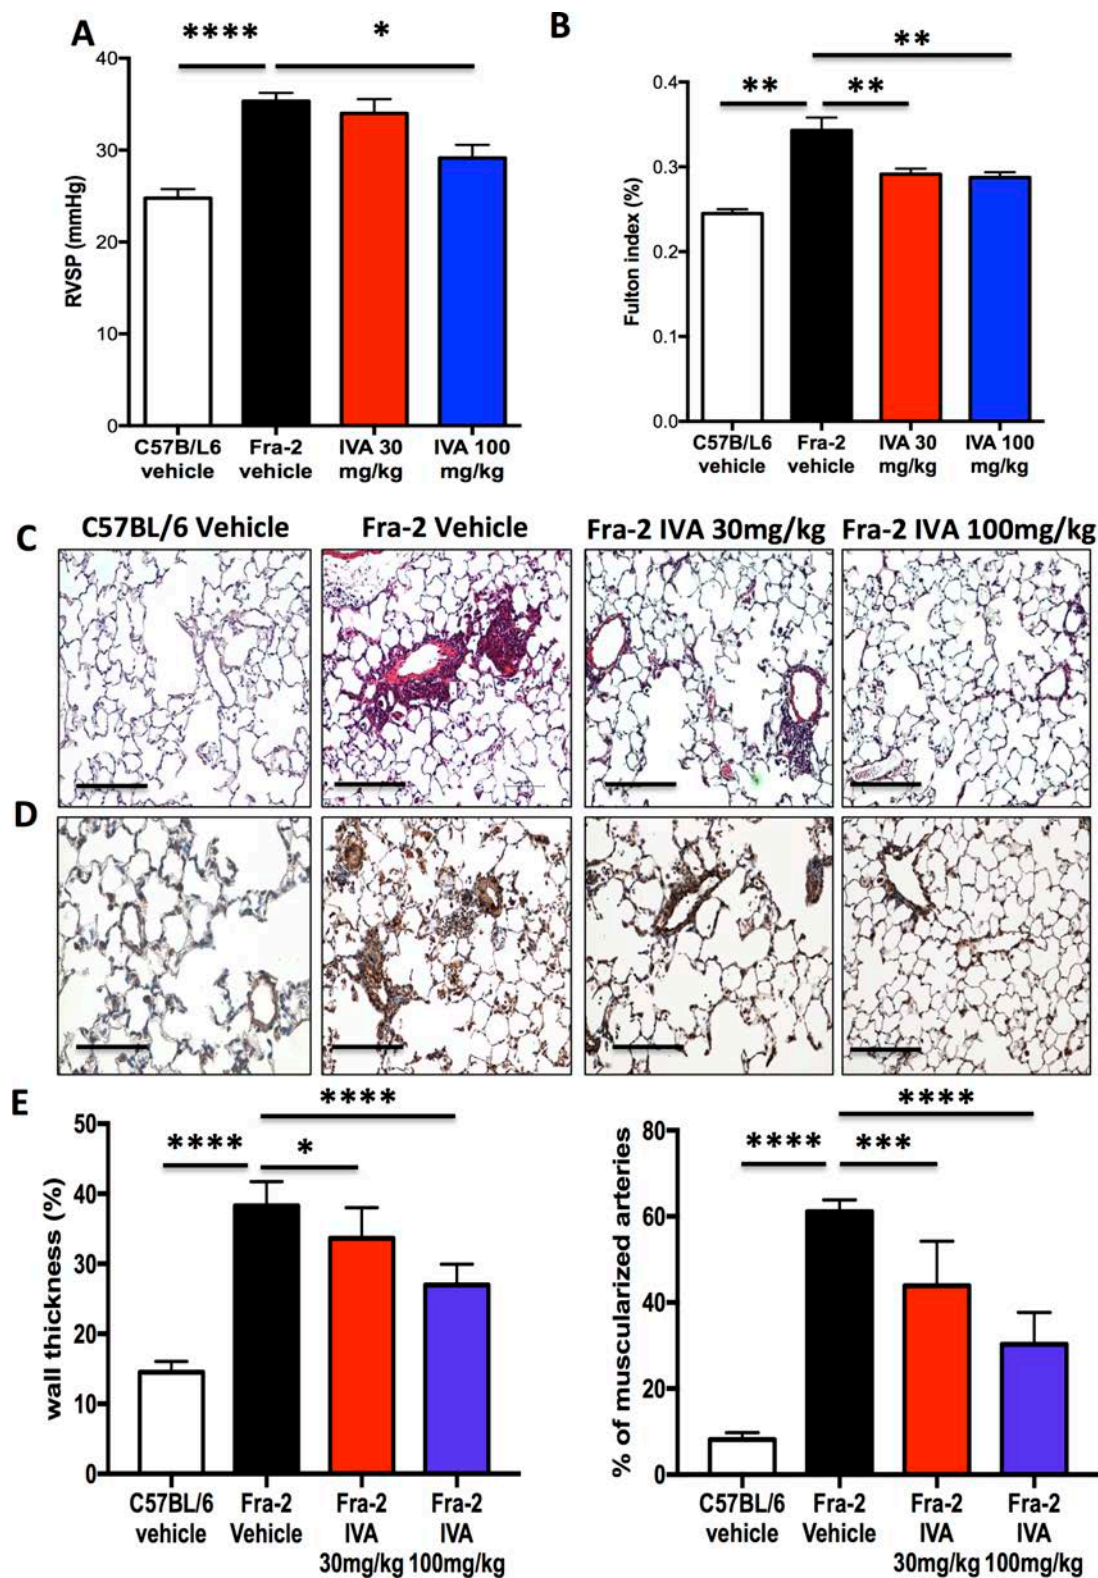 A
****
*
RVSP (mmHg)
40
30
20
10
0
C57B/L6 vehicle
Fra-2 vehicle
IVA 30 mg/kg
IVA 100 mg/kg
B
**
**
**
Fulton index (%)
0.4
0.3
0.2
0.1
0.0
C57B/L6 vehicle
Fra-2 vehicle
IVA 30 mg/kg
IVA 100 mg/kg
C
C57BL/6 Vehicle
Fra-2 Vehicle
Fra-2 IVA 30mg/kg
Fra-2 IVA 100mg/kg
D
E
****
****
*
wall thickness (%)
50
40
30
20
10
0
C57BL/6 vehicle
Fra-2 Vehicle
Fra-2 IVA 30mg/kg
Fra-2 IVA 100mg/kg
****
****
***
% of muscularized arteries
80
60
40
20
0
C57BL/6 vehicle
Fra-2 Vehicle
Fra-2 IVA 30mg/kg
Fra-2 IVA 100mg/kg